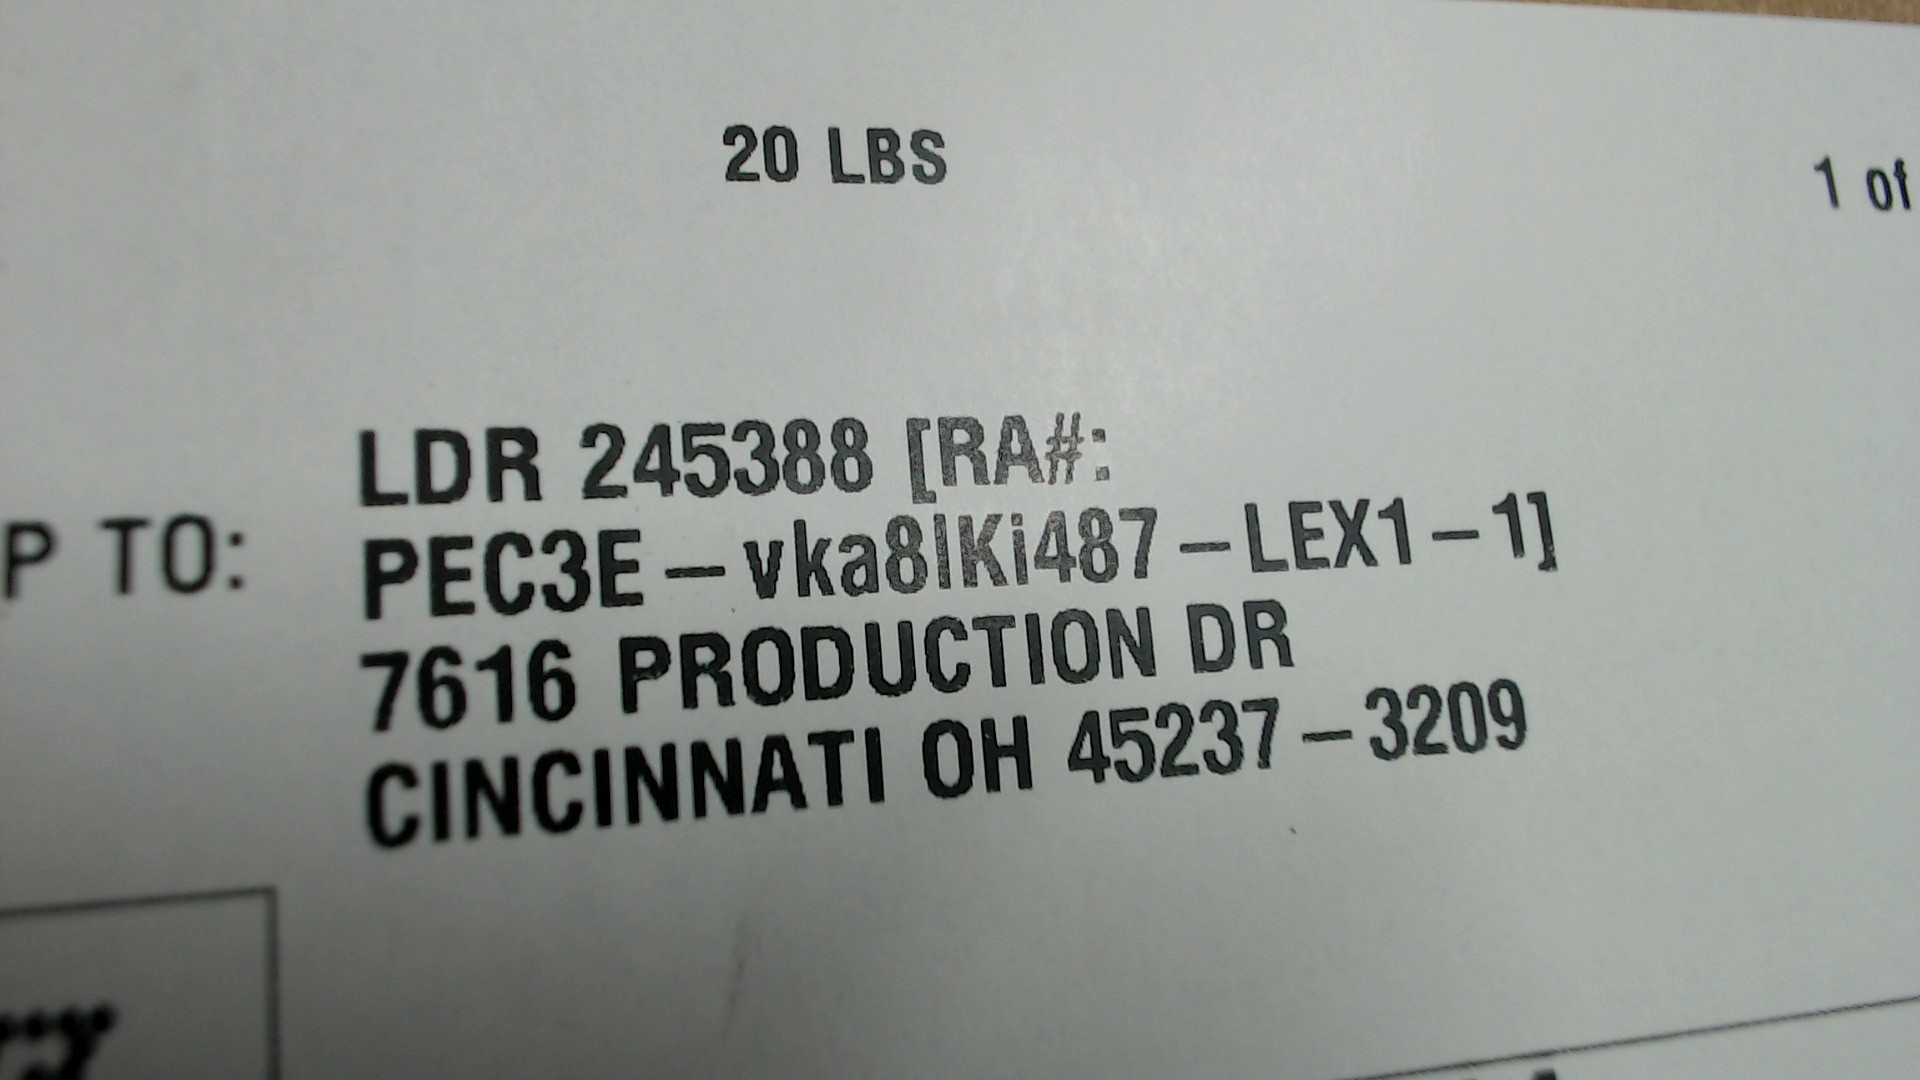 20 LBS
1 of
LDR 245388 [RA#:
P TO:
PEC3E-vka8lKi487-LEX1-1]
7616 PRODUCTION DR
CINCINNATI OH 45237-3209